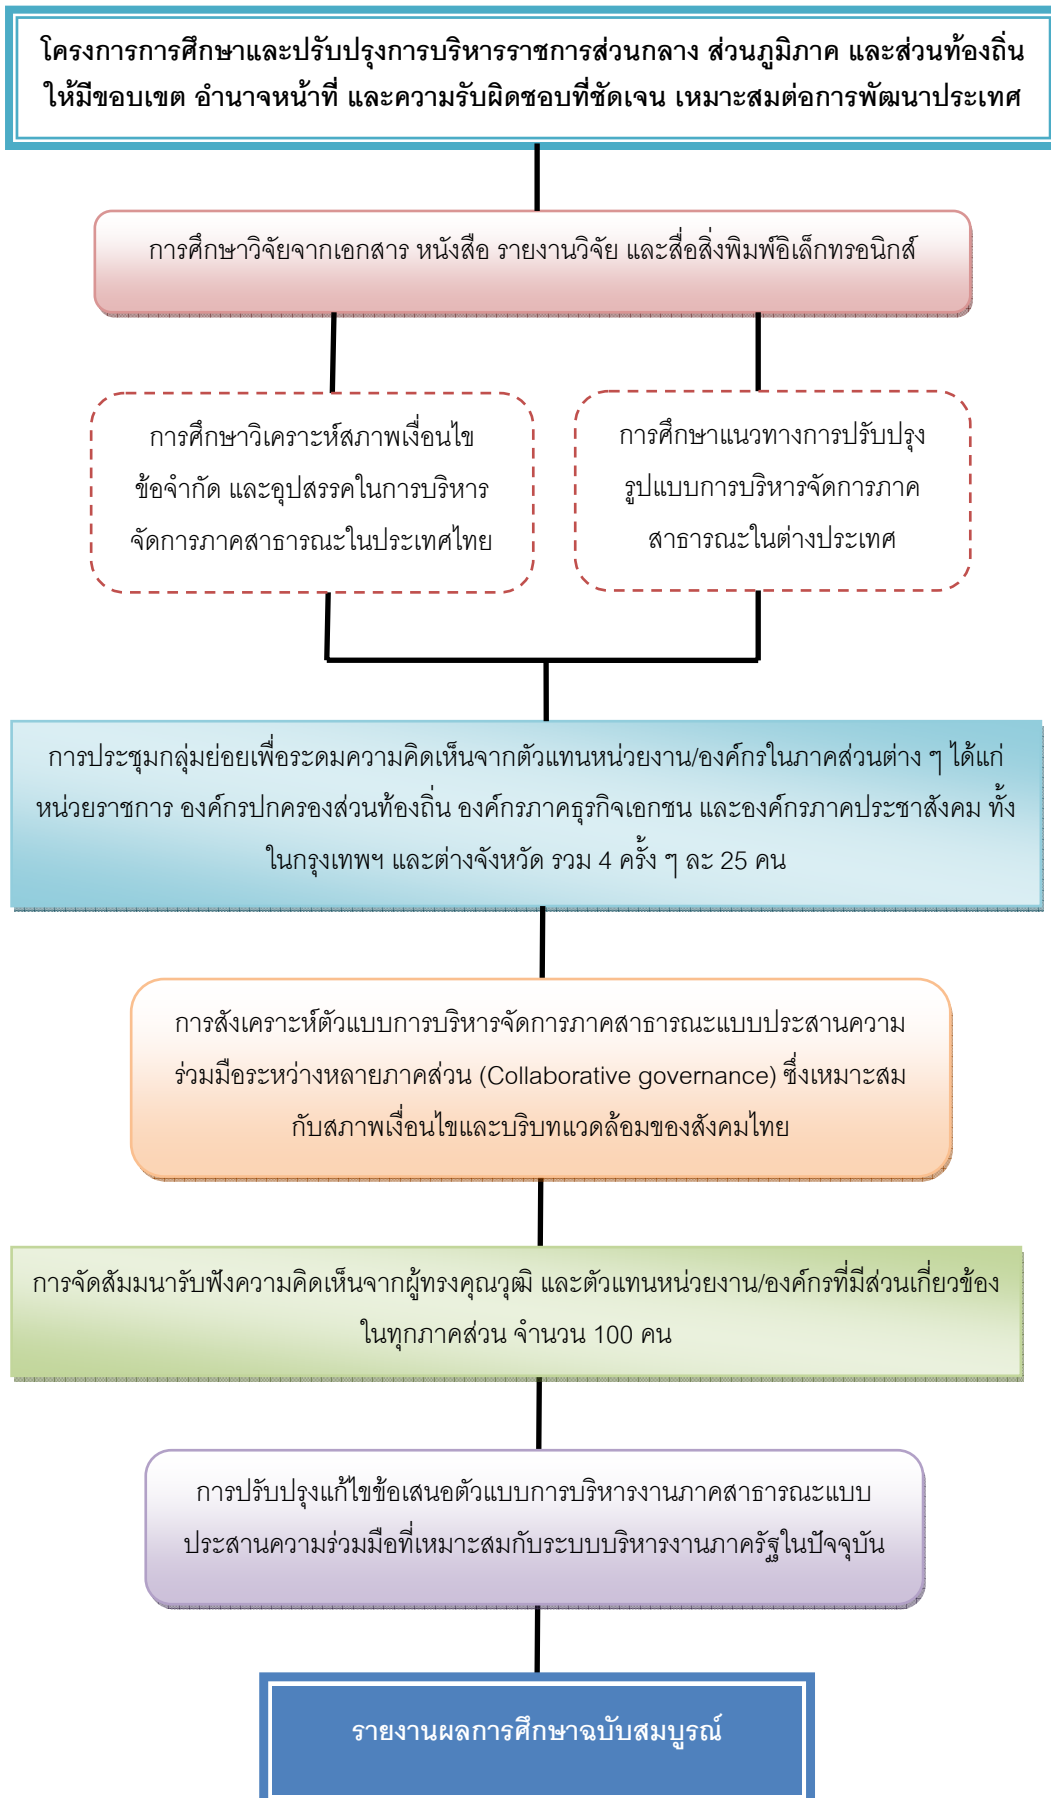 โครงการการศึกษาและปรับปรุงการบริหารราชการส่วนกลาง ส่วนภูมิภาค และส่วนท้องถิ่น
ให้มีขอบเขต อำนาจหน้าที่ และความรับผิดชอบที่ชัดเจน เหมาะสมต่อการพัฒนาประเทศ
การศึกษาวิจัยจากเอกสาร หนังสือ รายงานวิจัย และสื่อสิ่งพิมพ์อิเล็กทรอนิกส์
การศึกษาวิเคราะห์สภาพเงื่อนไข
ข้อจำกัด และอุปสรรคในการบริหาร
จัดการภาคสาธารณะในประเทศไทย
การศึกษาแนวทางการปรับปรุง
รูปแบบการบริหารจัดการภาค
สาธารณะในต่างประเทศ
การประชุมกลุ่มย่อยเพื่อระดมความคิดเห็นจากตัวแทนหน่วยงาน/องค์กรในภาคส่วนต่าง ๆ ได้แก่
หน่วยราชการ องค์กรปกครองส่วนท้องถิ่น องค์กรภาคธุรกิจเอกชน และองค์กรภาคประชาสังคม ทั้ง
ในกรุงเทพฯ และต่างจังหวัด รวม 4 ครั้ง ๆ ละ 25 คน
การสังเคราะห์ตัวแบบการบริหารจัดการภาคสาธารณะแบบประสานความ
ร่วมมือระหว่างหลายภาคส่วน (Collaborative governance) ซึ่งเหมาะสม
กับสภาพเงื่อนไขและบริบทแวดล้อมของสังคมไทย
การจัดสัมมนารับฟังความคิดเห็นจากผู้ทรงคุณวุฒิ และตัวแทนหน่วยงาน/องค์กรที่มีส่วนเกี่ยวข้อง
ในทุกภาคส่วน จำนวน 100 คน
การปรับปรุงแก้ไขข้อเสนอตัวแบบการบริหารงานภาคสาธารณะแบบ
ประสานความร่วมมือที่เหมาะสมกับระบบบริหารงานภาครัฐในปัจจุบัน
รายงานผลการศึกษาฉบับสมบูรณ์